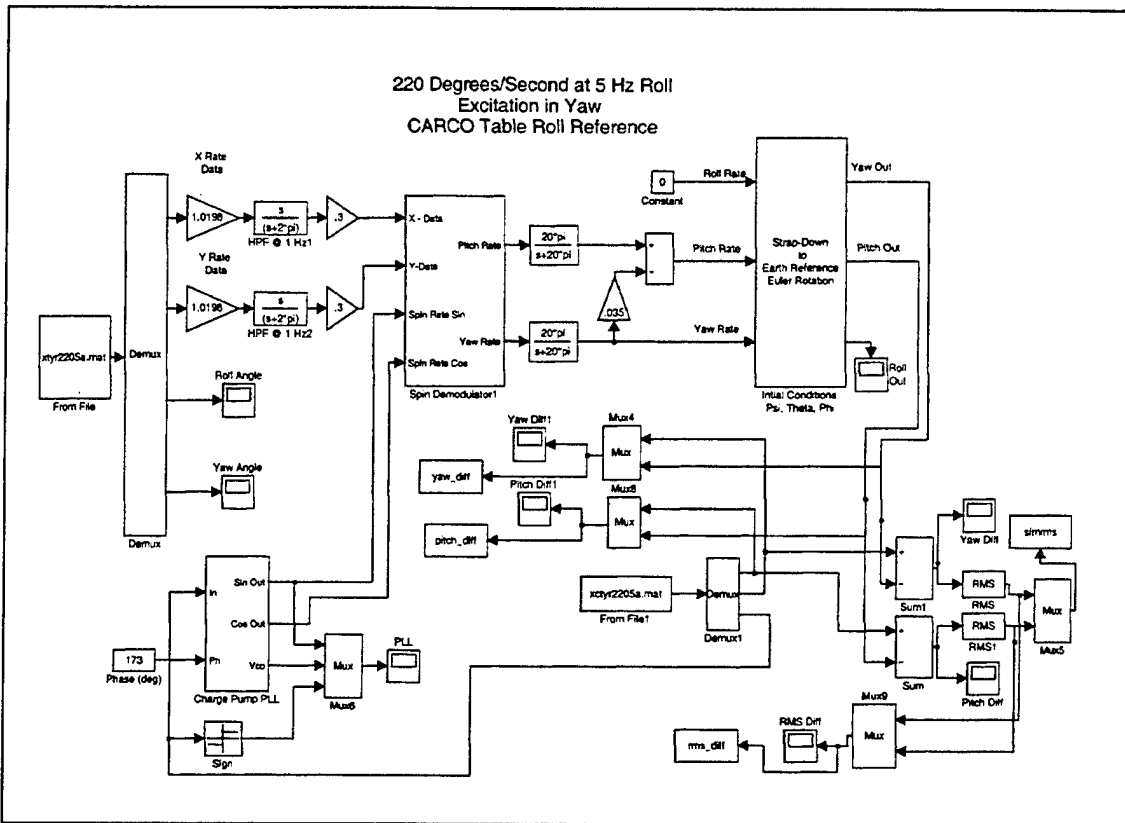 220 Degrees/Second at 5 Hz Roll
Excitation in Yaw
CARCO Table Roll Reference
X Rate
Data
1.0198
s
(s+2*pi)
HPF @ 1 Hz1
.3
Y Rate
Data
1.0198
s
(s+2*pi)
HPF @ 1 Hz2
.3
xtyr2205a.mat
From File
Demux
Demux
Roll Angle
Yaw Angle
X - Data
Y-Data
Spin Rate Sin
Spin Rate Cos
Pitch Rate
Yaw Rate
Spin Demodulator1
20*pi
s+20*pi
20*pi
s+20*pi
.035
+
-
0
Constant
Roll Rate
Pitch Rate
Yaw Rate
Strap-Down
to
Earth Reference
Euler Rotation
Intial Conditions
Psi, Theta, Phi
Yaw Out
Pitch Out
Roll
Out
Yaw Diff1
Mux4
Mux
yaw_diff
Pitch Diff1
Mux8
Mux
pitch_diff
xctyr2205a.mat
From File1
Demux
Demux1
+
-
Sum1
+
-
Sum
Yaw Diff
RMS
RMS
RMS
RMS1
Pitch Diff
simrms
Mux
Mux5
Mux9
Mux
RMS Diff
rms_diff
In
Ph
Sin Out
Cos Out
Vco
Charge Pump PLL
173
Phase (deg)
Sign
Mux
Mux6
PLL